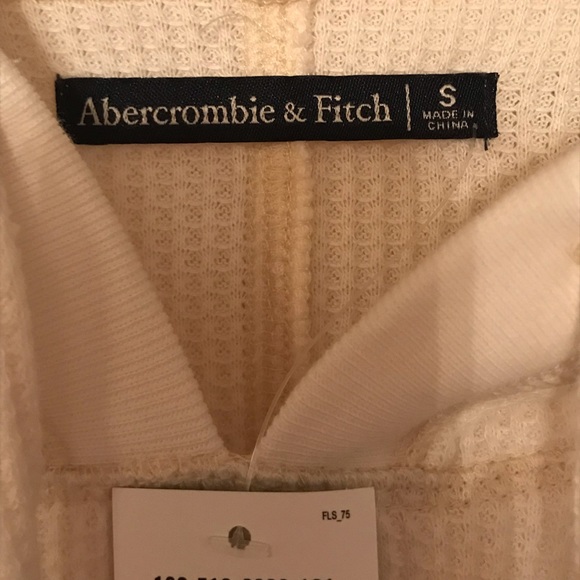 Abercrombie & Fitch
S
MADE IN
CHINA
FLS_75